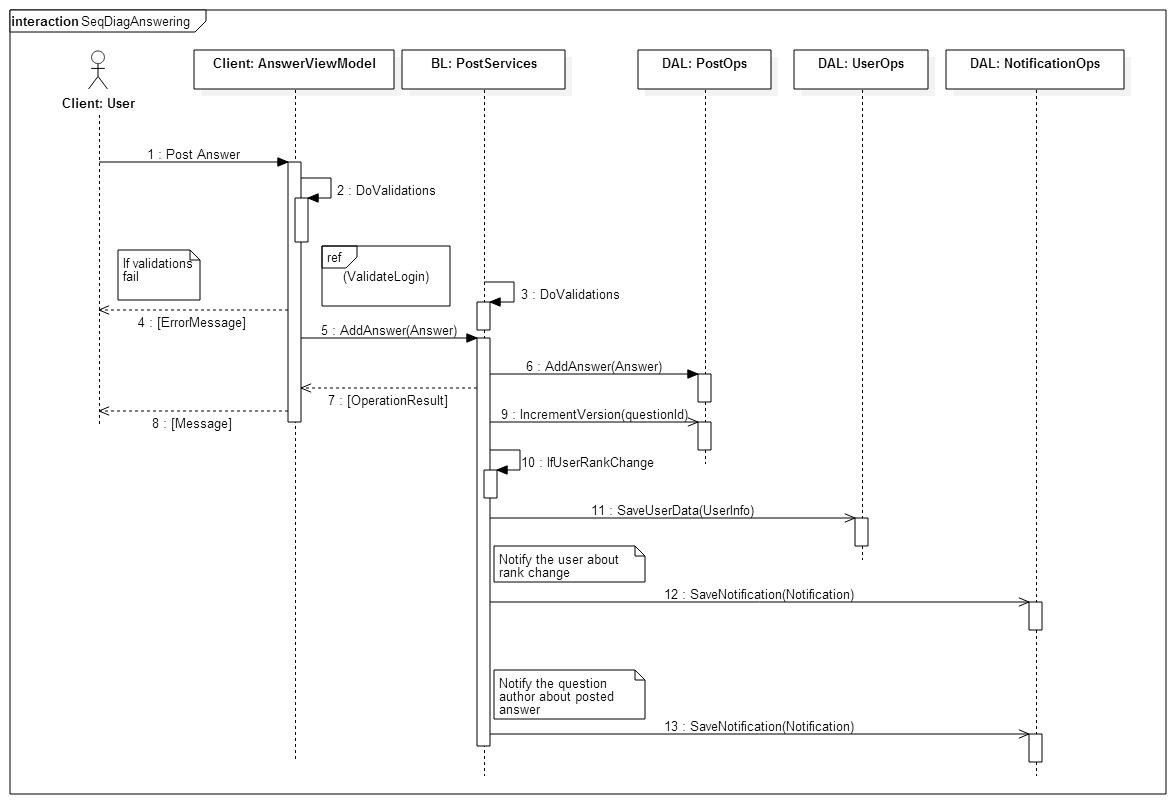 interaction SeqDiagAnswering
Client: User
Client: AnswerViewModel
BL: PostServices
DAL: PostOps
DAL: UserOps
DAL: NotificationOps
1 : Post Answer
2 : DoValidations
If validations
fail
ref
(ValidateLogin)
3 : DoValidations
4 : [ErrorMessage]
5 : AddAnswer(Answer)
6 : AddAnswer(Answer)
7 : [OperationResult]
8 : [Message]
9 : IncrementVersion(questionId)
10 : IfUserRankChange
11 : SaveUserData(UserInfo)
Notify the user about
rank change
12 : SaveNotification(Notification)
Notify the question
author about posted
answer
13 : SaveNotification(Notification)